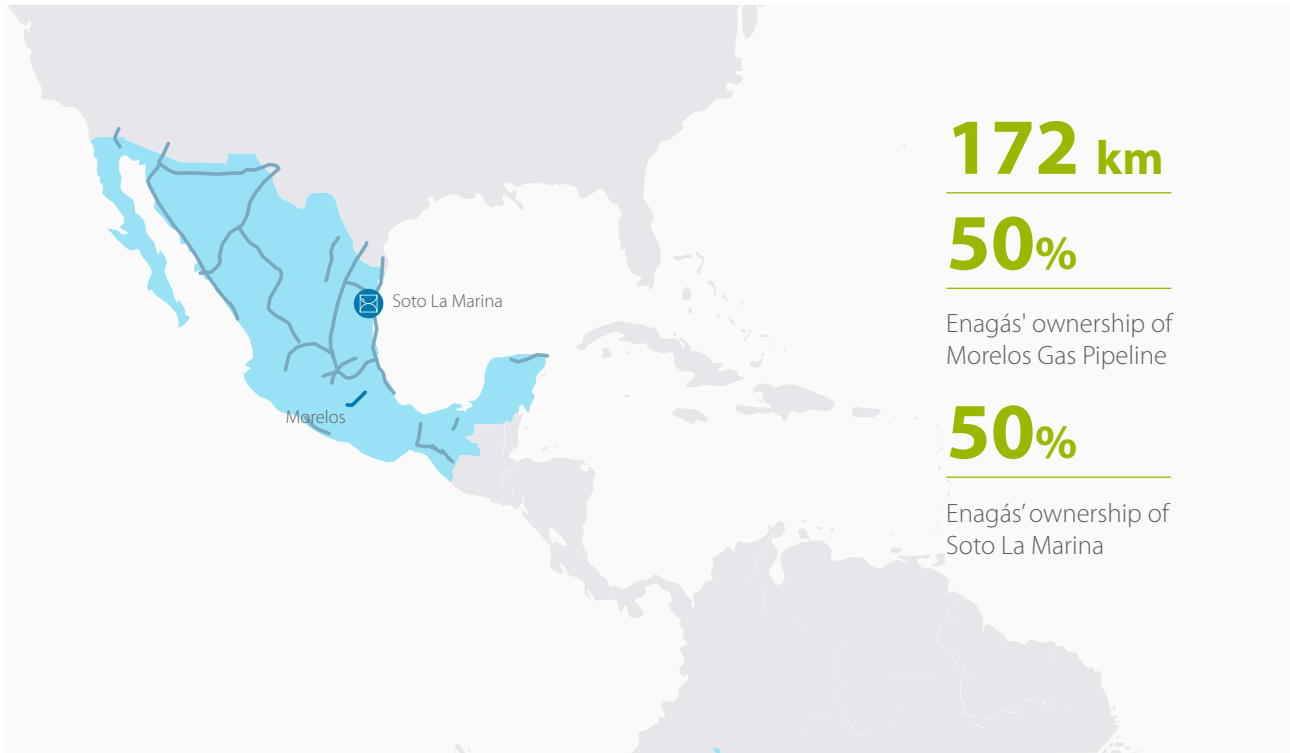 172 km
50%
Enagás' ownership of
Morelos Gas Pipeline
50%
Enagás’ ownership of
Soto La Marina
Soto La Marina
Morelos